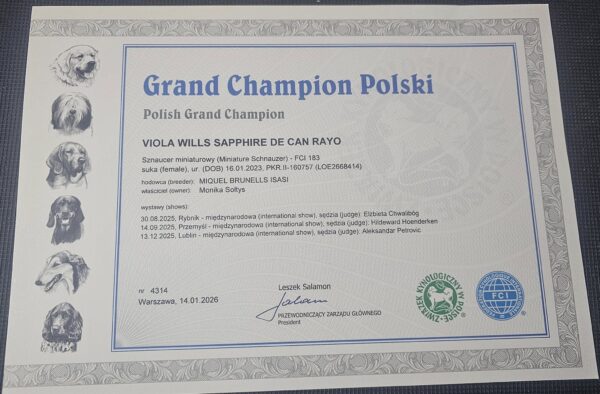 Grand Champion Polski
Polish Grand Champion
VIOLA WILLS SAPPHIRE DE CAN RAYO
Sznaucer miniaturowy (Miniature Schnauzer) - FCI 183
suka (female), ur. (DOB) 16.01.2023, PKR.II-160757 (LOE2668414)
hodowca (breeder): MIQUEL BRUNELLS ISASI
właściciel (owner): Monika Sołtys
wystawy (shows):
30.08.2025, Rybnik - międzynarodowa (international show), sędzia (judge): Elżbieta Chwalibóg
14.09.2025, Przemyśl - międzynarodowa (international show), sędzia (judge): Hildeward Hoenderken
13.12.2025, Lublin - międzynarodowa (international show), sędzia (judge): Aleksandar Petrovic
nr 4314
Warszawa, 14.01.2026
Leszek Salamon
PRZEWODNICZĄCY ZARZĄDU GŁÓWNEGO
President
ZWIĄZEK KYNOLOGICZNY W POLSCE
®
FCI
FEDERATION CYNOLOGIQUE INTERNATIONALE
®